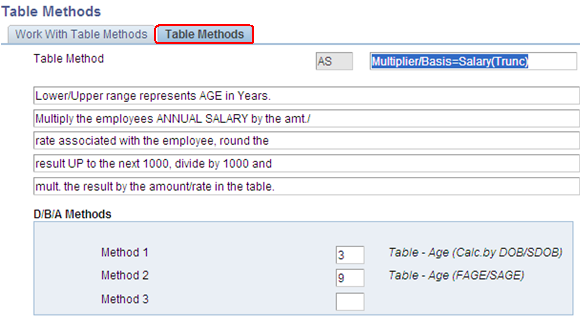 Table Methods
Work With Table Methods
Table Methods
Table Method AS Multiplier/Basis=Salary(Trunc)
Lower/Upper range represents AGE in Years.
Multiply the employees ANNUAL SALARY by the amt./
rate associated with the employee, round the
result UP to the next 1000, divide by 1000 and
mult. the result by the amount/rate in the table.
D/B/A Methods
Method 1 3 Table - Age (Calc.by DOB/SDOB)
Method 2 9 Table - Age (FAGE/SAGE)
Method 3